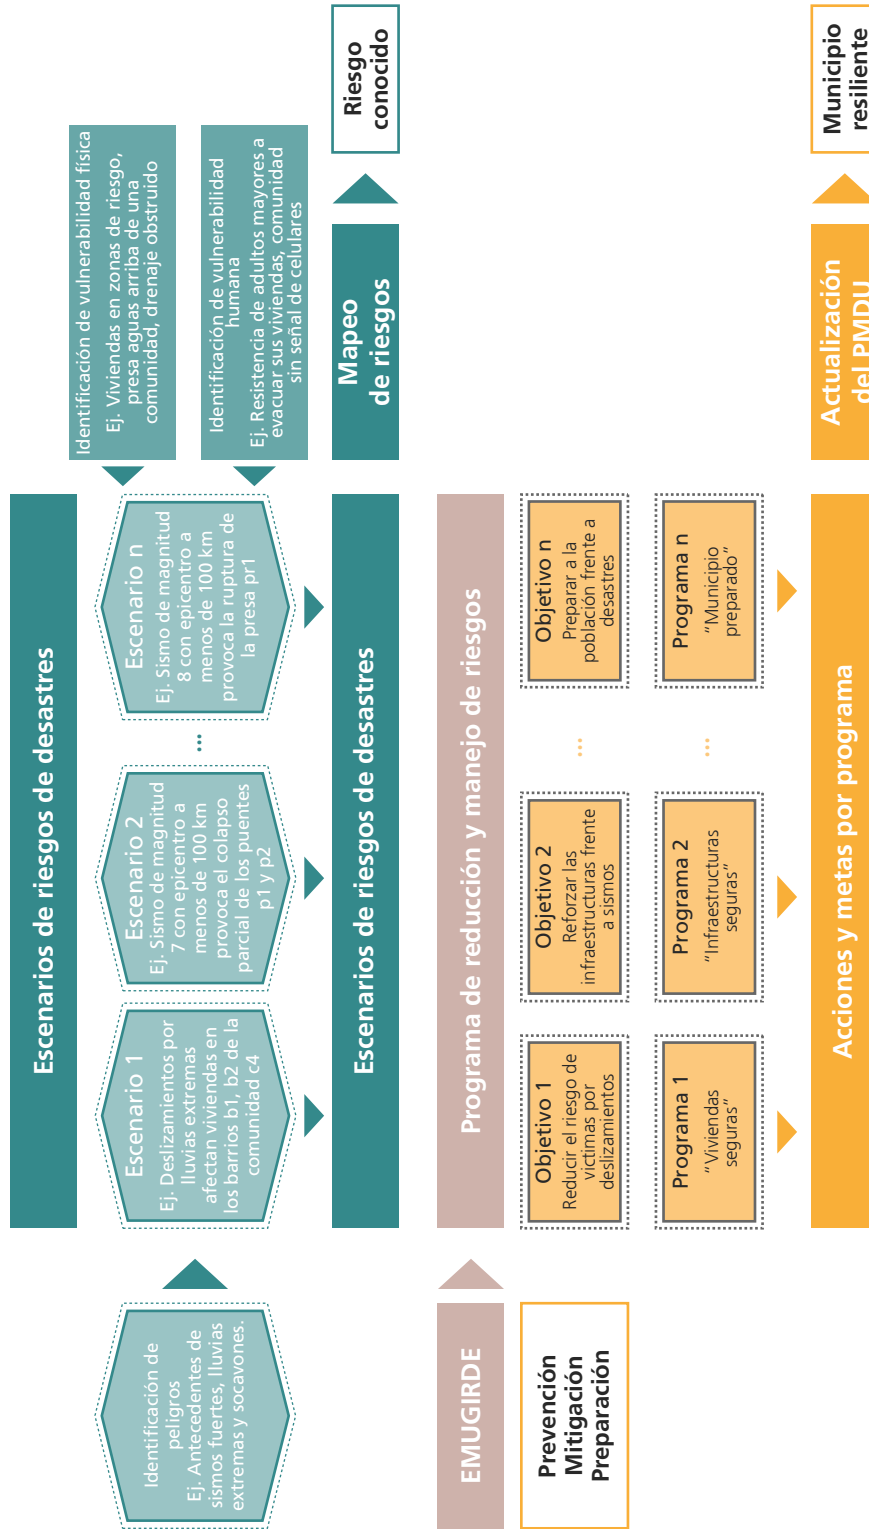 Escenarios de riesgos de desastres
Identificación de
peligros
Ej. Antecedentes de
sismos fuertes, lluvias
extremas y socavones.
Escenario 1
Ej. Deslizamientos por
lluvias extremas
afectan viviendas en
los barrios b1, b2 de la
comunidad c4
Escenario 2
Ej. Sismo de magnitud
7 con epicentro a
menos de 100 km
provoca el colapso
parcial de los puentes
p1 y p2
...
Escenario n
Ej. Sismo de magnitud
8 con epicentro a
menos de 100 km
provoca la ruptura de
la presa pr1
Identificación de vulnerabilidad física
Ej. Viviendas en zonas de riesgo,
presa aguas arriba de una
comunidad, drenaje obstruido
Identificación de vulnerabilidad
humana
Ej. Resistencia de adultos mayores a
evacuar sus viviendas, comunidad
sin señal de celulares
Escenarios de riesgos de desastres
Mapeo
de riesgos
Riesgo
conocido
EMUGIRDE
Programa de reducción y manejo de riesgos
Prevención
Mitigación
Preparación
Objetivo 1
Reducir el riesgo de
victimas por
deslizamientos
Objetivo 2
Reforzar las
infraestructuras frente
a sismos
...
Objetivo n
Preparar a la
población frente a
desastres
Programa 1
“Viviendas
seguras”
Programa 2
“Infraestructuras
seguras”
...
Programa n
“Municipio
preparado”
Acciones y metas por programa
Actualización
del PMDU
Municipio
resiliente